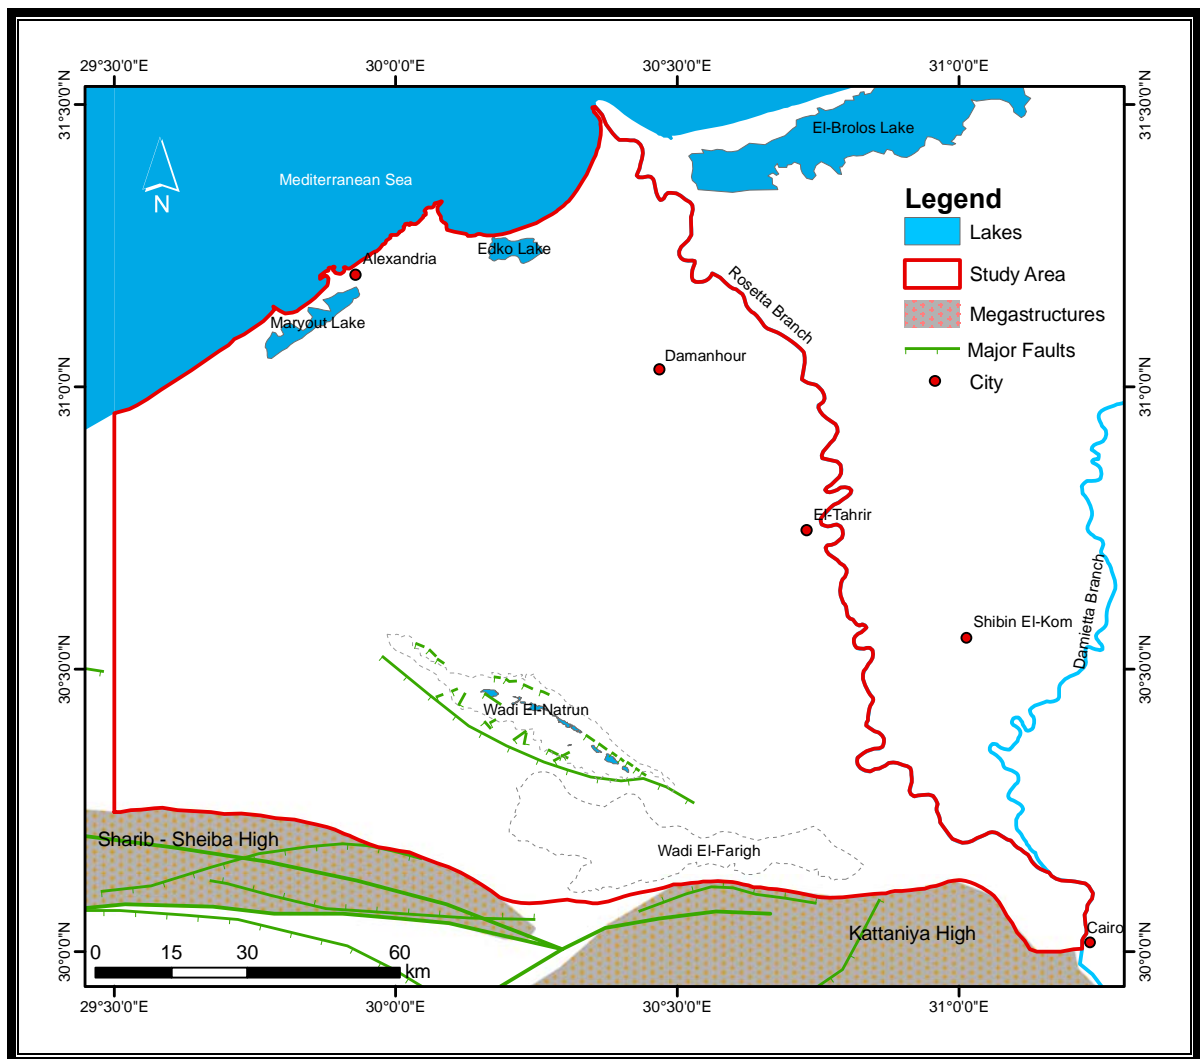 29°30'0"E 30°0'0"E 30°30'0"E 31°0'0"E
31°30'0"N 31°30'0"N
El-Brolos Lake
Mediterranean Sea
N
Legend
Lakes
Edko Lake
Alexandria
Study Area
Rosetta Branch
Maryout Lake
Megastructures
Major Faults
Damanhour
City
31°0'0"N 31°0'0"N
El-Tahrir
Damietta Branch
Shibin El-Kom
30°30'0"N 30°30'0"N
Wadi El-Natrun
Sharib - Sheiba High
Wadi El-Farigh
Kattaniya High
Cairo
30°0'0"N 30°0'0"N
0 15 30 60
km
29°30'0"E 30°0'0"E 30°30'0"E 31°0'0"E